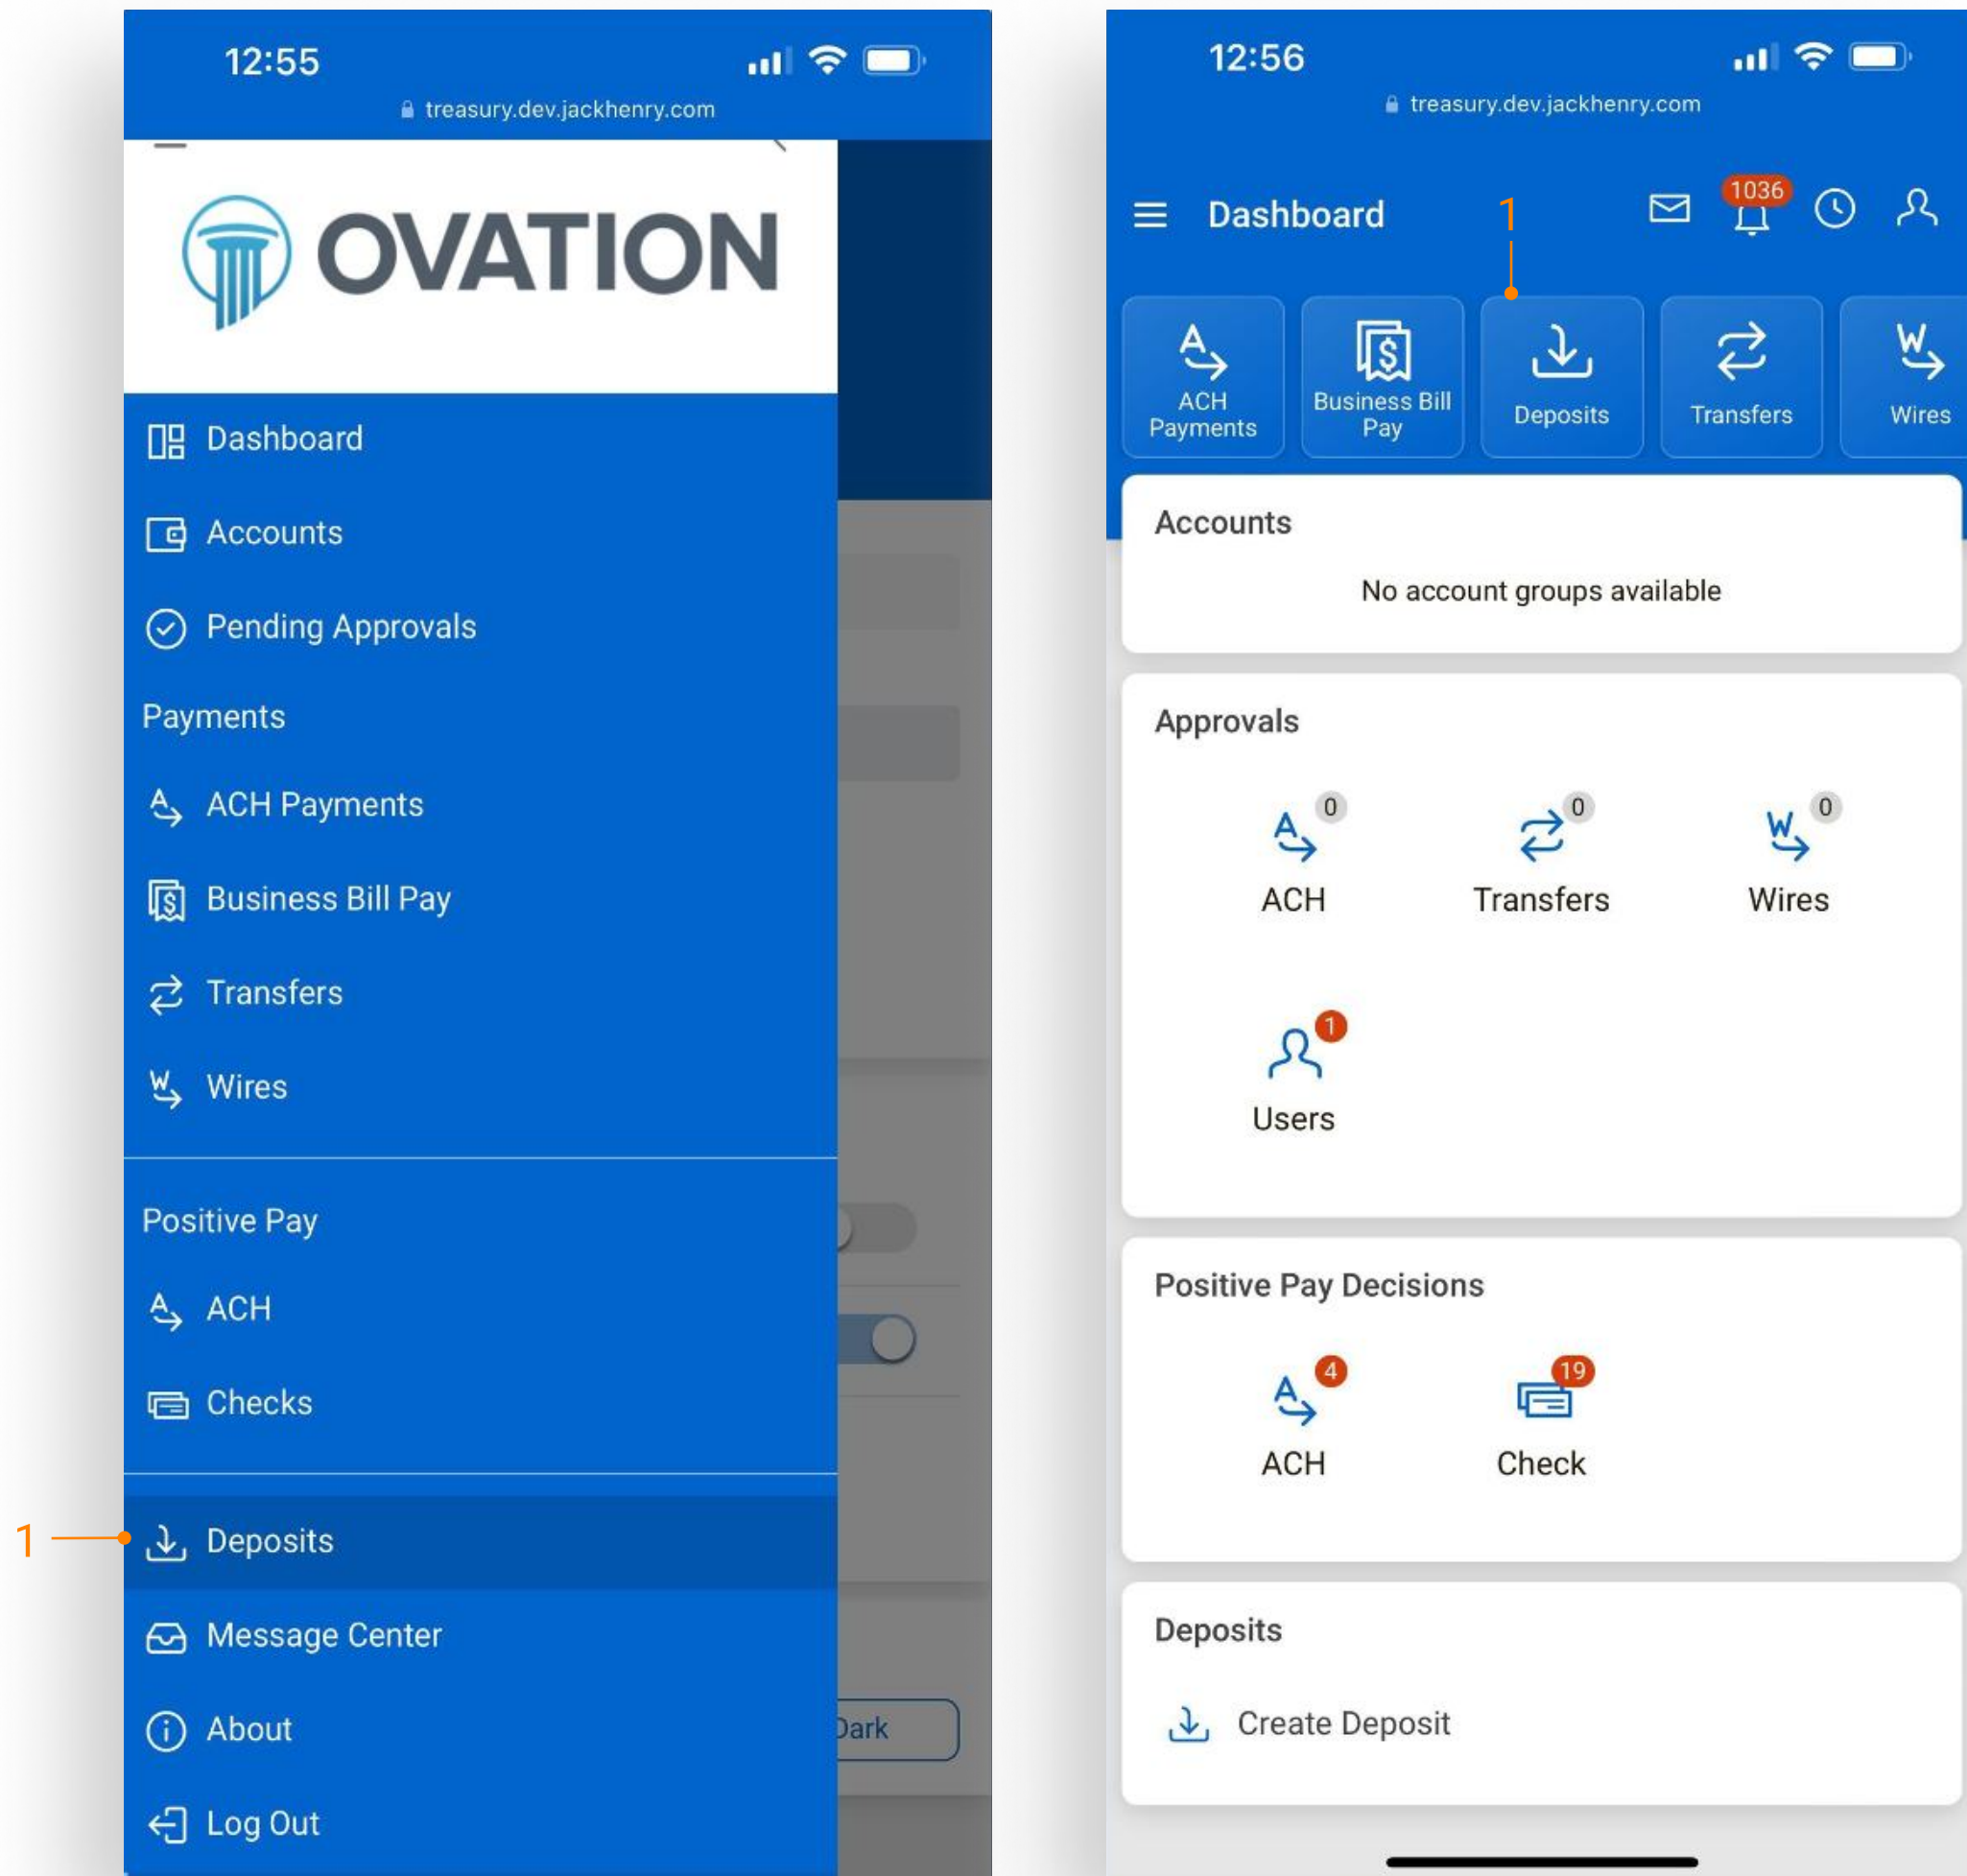 12:55
treasury.dev.jackhenry.com
OVATION
Dashboard
Accounts
Pending Approvals
Payments
ACH Payments
Business Bill Pay
Transfers
Wires
Positive Pay
ACH
Checks
1
Deposits
Message Center
About
Dark
Log Out
12:56
treasury.dev.jackhenry.com
Dashboard
1
1036
ACH
Payments
Business Bill
Pay
Deposits
Transfers
Wires
Accounts
No account groups available
Approvals
0
0
0
ACH
Transfers
Wires
1
Users
Positive Pay Decisions
4
19
ACH
Check
Deposits
Create Deposit